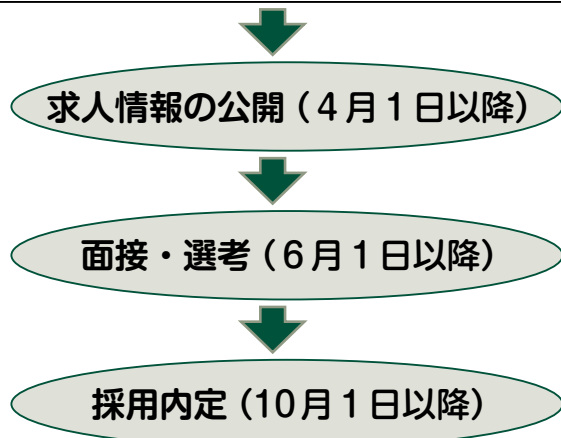 求人情報の公開（４月１日以降）
面接・選考（６月１日以降）
採用内定（10月１日以降）